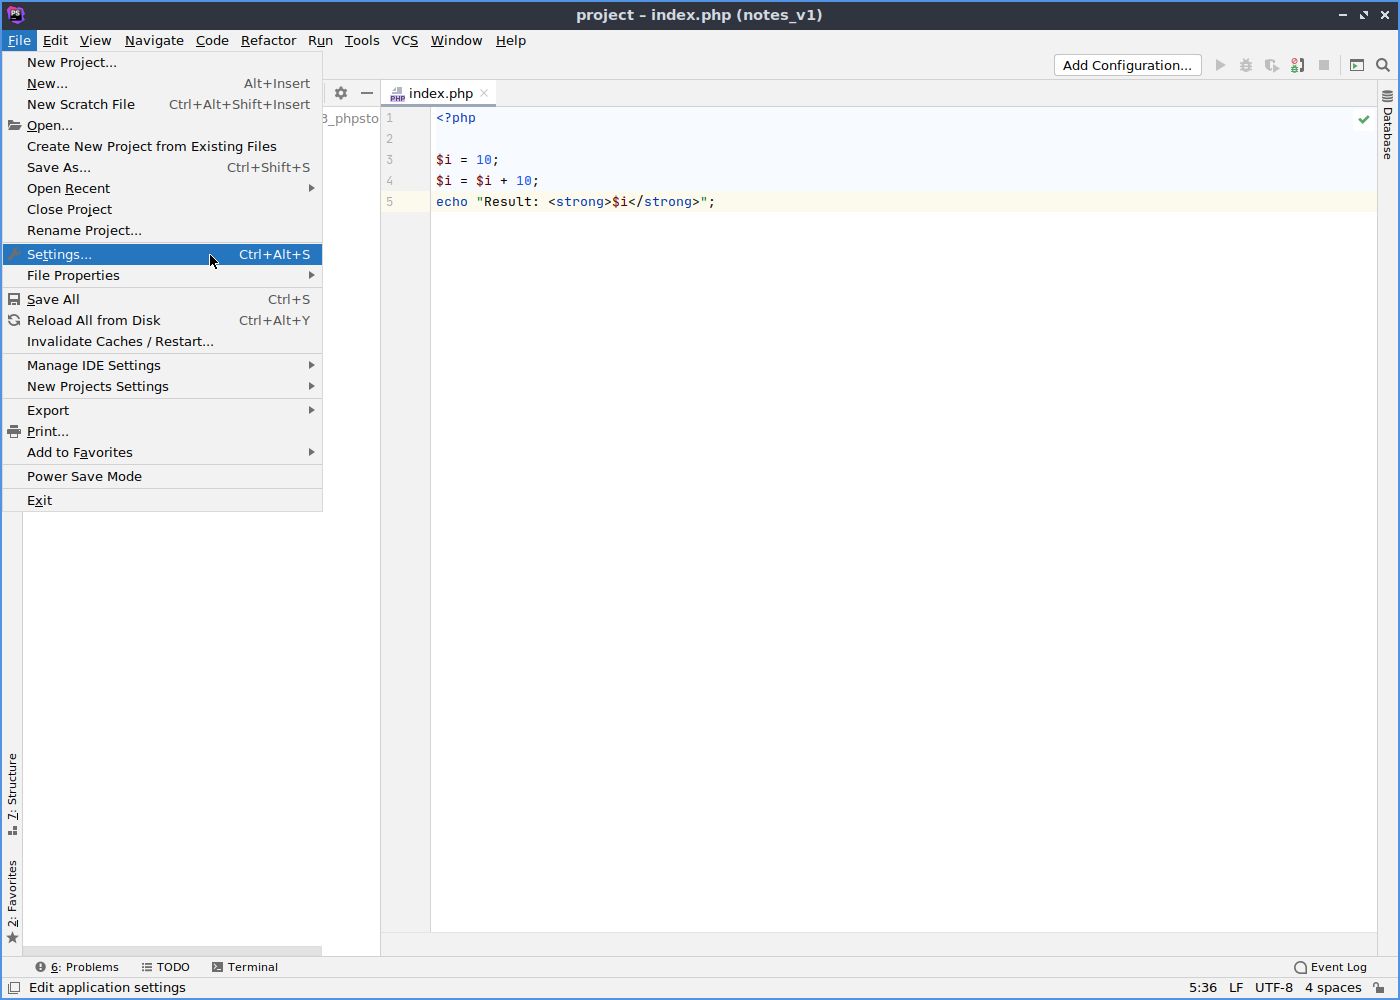 project – index.php (notes_v1)
File Edit View Navigate Code Refactor Run Tools VCS Window Help
New Project...
New... Alt+Insert
New Scratch File Ctrl+Alt+Shift+Insert
Open...
Create New Project from Existing Files
Save As... Ctrl+Shift+S
Open Recent
Close Project
Rename Project...
Settings... Ctrl+Alt+S
File Properties
Save All Ctrl+S
Reload All from Disk Ctrl+Alt+Y
Invalidate Caches / Restart...
Manage IDE Settings
New Projects Settings
Export
Print...
Add to Favorites
Power Save Mode
Exit
Add Configuration...
index.php
3_phpsto
1 <?php
2
3 $i = 10;
4 $i = $i + 10;
5 echo "Result: <strong>$i</strong>";
Database
7: Structure
2: Favorites
6: Problems TODO Terminal Event Log
Edit application settings 5:36 LF UTF-8 4 spaces